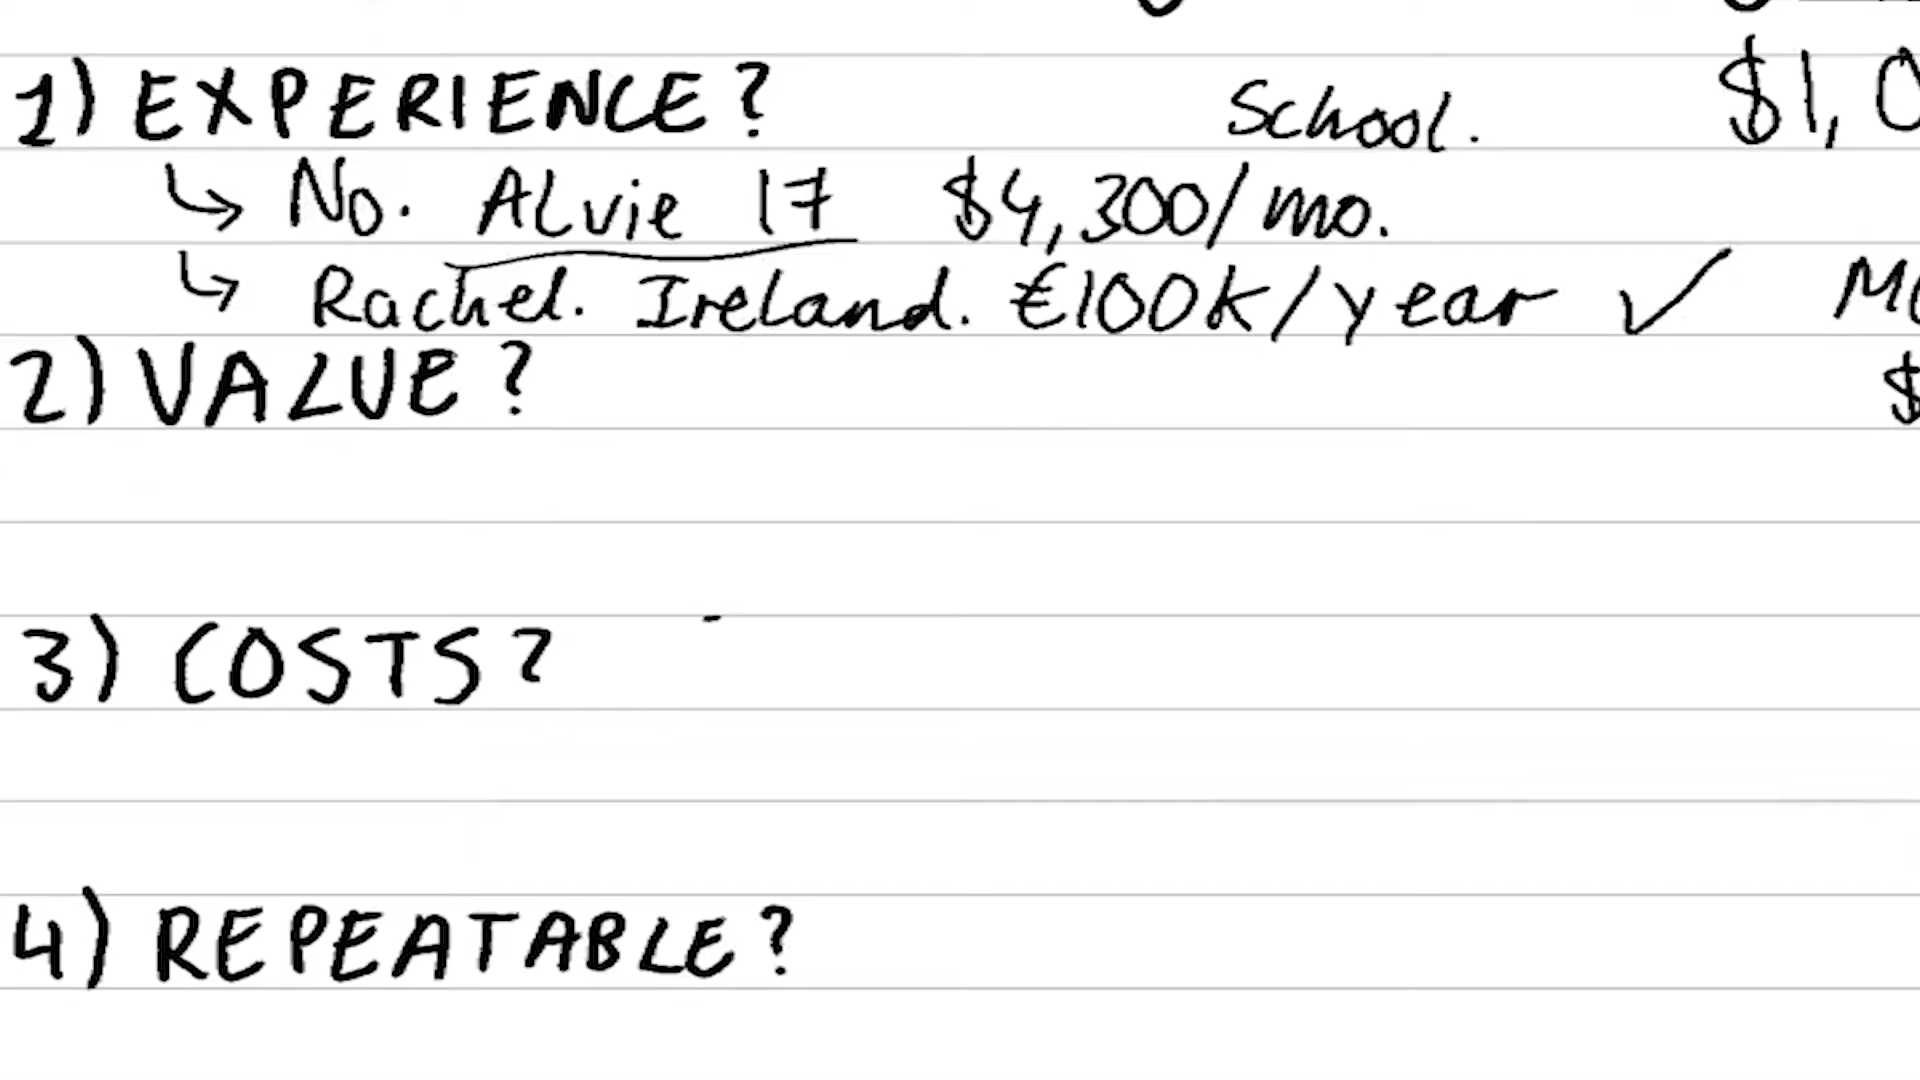 1) EXPERIENCE? School. $1,0
↳ No. ALvie 17 $4,300/mo.
↳ Rachel. Ireland. €100K/year ✓
2) VALUE? $
3) COSTS?
4) REPEATABLE?